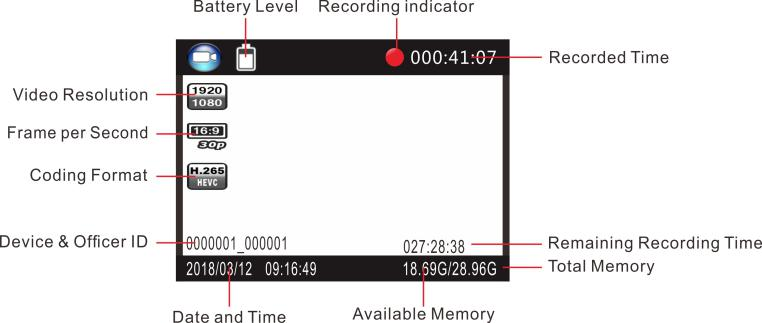 Battery Level Recording indicator
000:41:07 Recorded Time
Video Resolution 1920
1080
Frame per Second 16:9
30p
Coding Format H.265
HEVC
Device & Officer ID 0000001_000001 027:28:38 Remaining Recording Time
2018/03/12 09:16:49 18.69G/28.96G Total Memory
Date and Time Available Memory